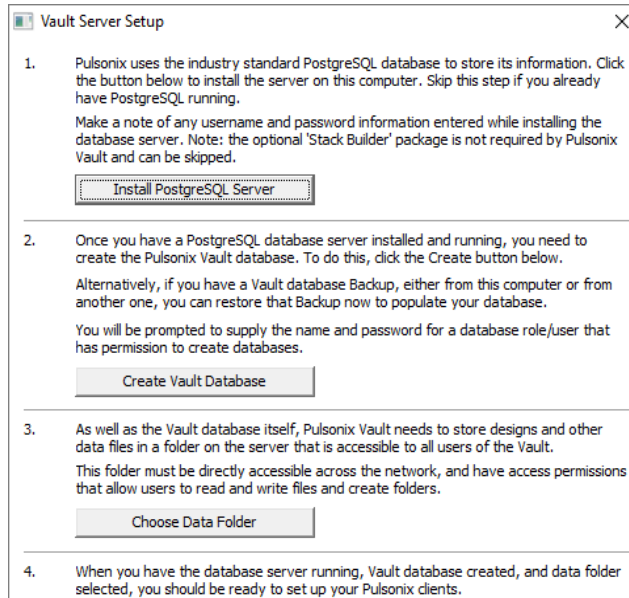 Vault Server Setup
1. Pulsonix uses the industry standard PostgreSQL database to store its information. Click
the button below to install the server on this computer. Skip this step if you already
have PostgreSQL running.
Make a note of any username and password information entered while installing the
database server. Note: the optional 'Stack Builder' package is not required by Pulsonix
Vault and can be skipped.
Install PostgreSQL Server
2. Once you have a PostgreSQL database server installed and running, you need to
create the Pulsonix Vault database. To do this, click the Create button below.
Alternatively, if you have a Vault database Backup, either from this computer or from
another one, you can restore that Backup now to populate your database.
You will be prompted to supply the name and password for a database role/user that
has permission to create databases.
Create Vault Database
3. As well as the Vault database itself, Pulsonix Vault needs to store designs and other
data files in a folder on the server that is accessible to all users of the Vault.
This folder must be directly accessible across the network, and have access permissions
that allow users to read and write files and create folders.
Choose Data Folder
4. When you have the database server running, Vault database created, and data folder
selected, you should be ready to set up your Pulsonix clients.